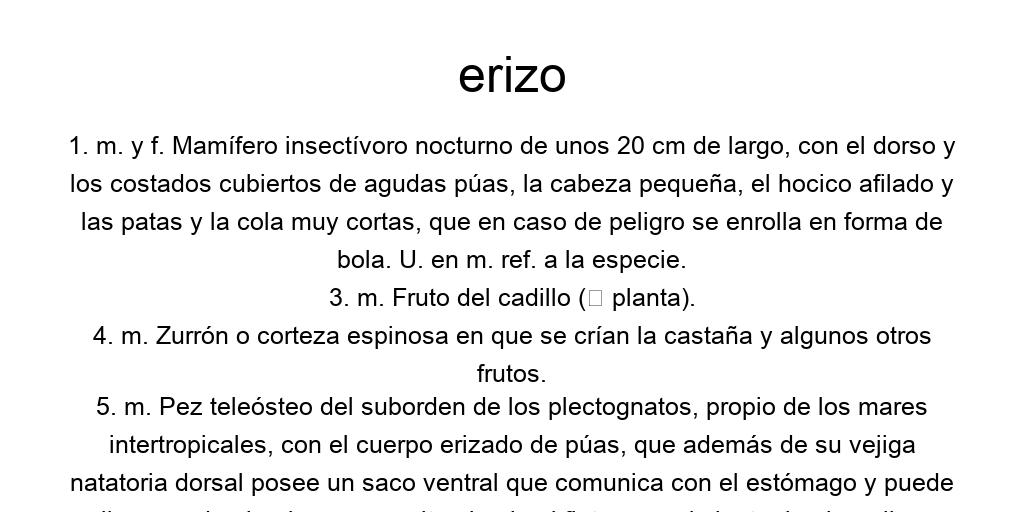 erizo
1. m. y f. Mamífero insectívoro nocturno de unos 20 cm de largo, con el dorso y
los costados cubiertos de agudas púas, la cabeza pequeña, el hocico afilado y
las patas y la cola muy cortas, que en caso de peligro se enrolla en forma de
bola. U. en m. ref. a la especie.
3. m. Fruto del cadillo (□ planta).
4. m. Zurrón o corteza espinosa en que se crían la castaña y algunos otros
frutos.
5. m. Pez teleósteo del suborden de los plectognatos, propio de los mares
intertropicales, con el cuerpo erizado de púas, que además de su vejiga
natatoria dorsal posee un saco ventral que comunica con el estómago y puede